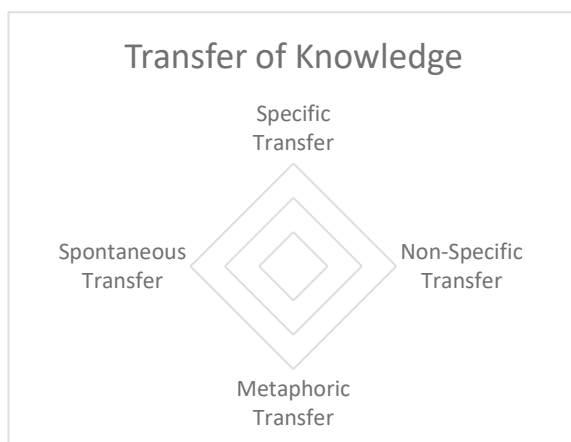 Transfer of Knowledge
Specific
Transfer
Spontaneous
Transfer
Non-Specific
Transfer
Metaphoric
Transfer